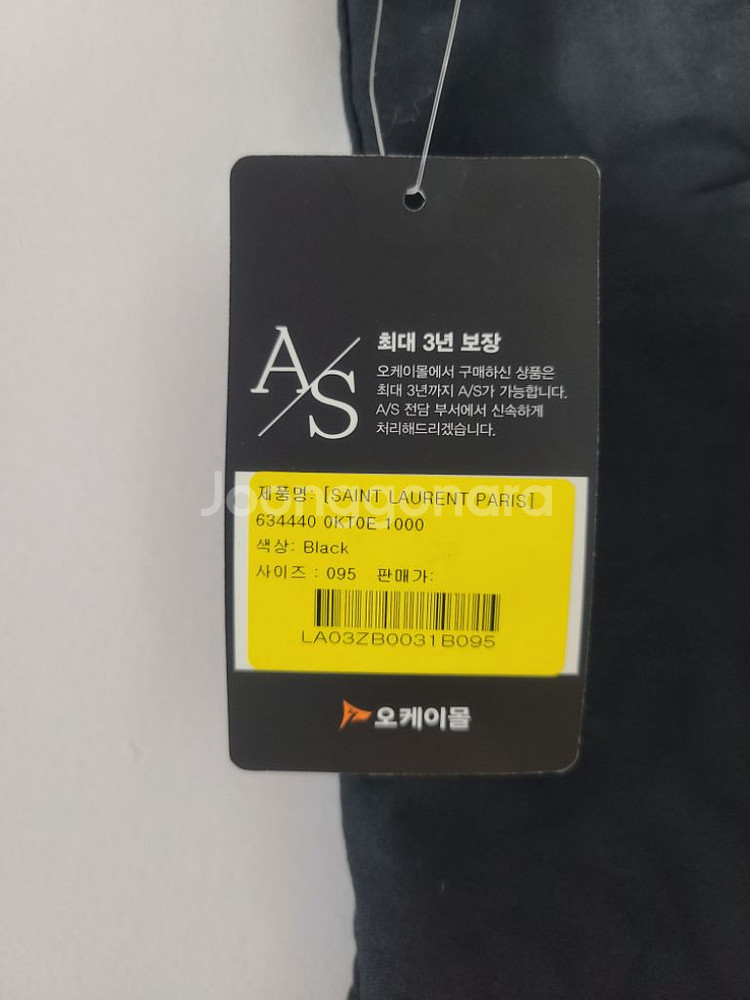 A/S
최대 3년 보장
오케이몰에서 구매하신 상품은
최대 3년까지 A/S가 가능합니다.
A/S 전담 부서에서 신속하게
처리해드리겠습니다.
제품명: [SAINT LAURENT PARIS]
Joonggonara
634440 0KT0E 1000
색상: Black
사이즈 : 095 판매가:
LA03ZB0031B095
오케이몰